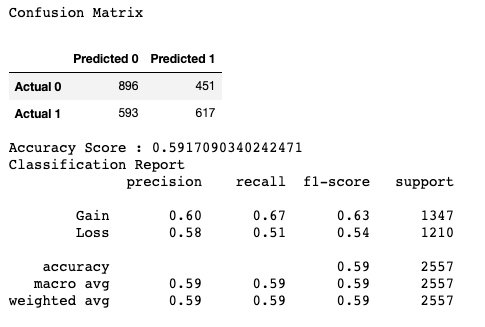 Confusion Matrix
Predicted 0 Predicted 1
Actual 0 896 451
Actual 1 593 617
Accuracy Score : 0.5917090340242471
Classification Report
precision recall f1-score support
Gain 0.60 0.67 0.63 1347
Loss 0.58 0.51 0.54 1210
accuracy 0.59 2557
macro avg 0.59 0.59 0.59 2557
weighted avg 0.59 0.59 0.59 2557